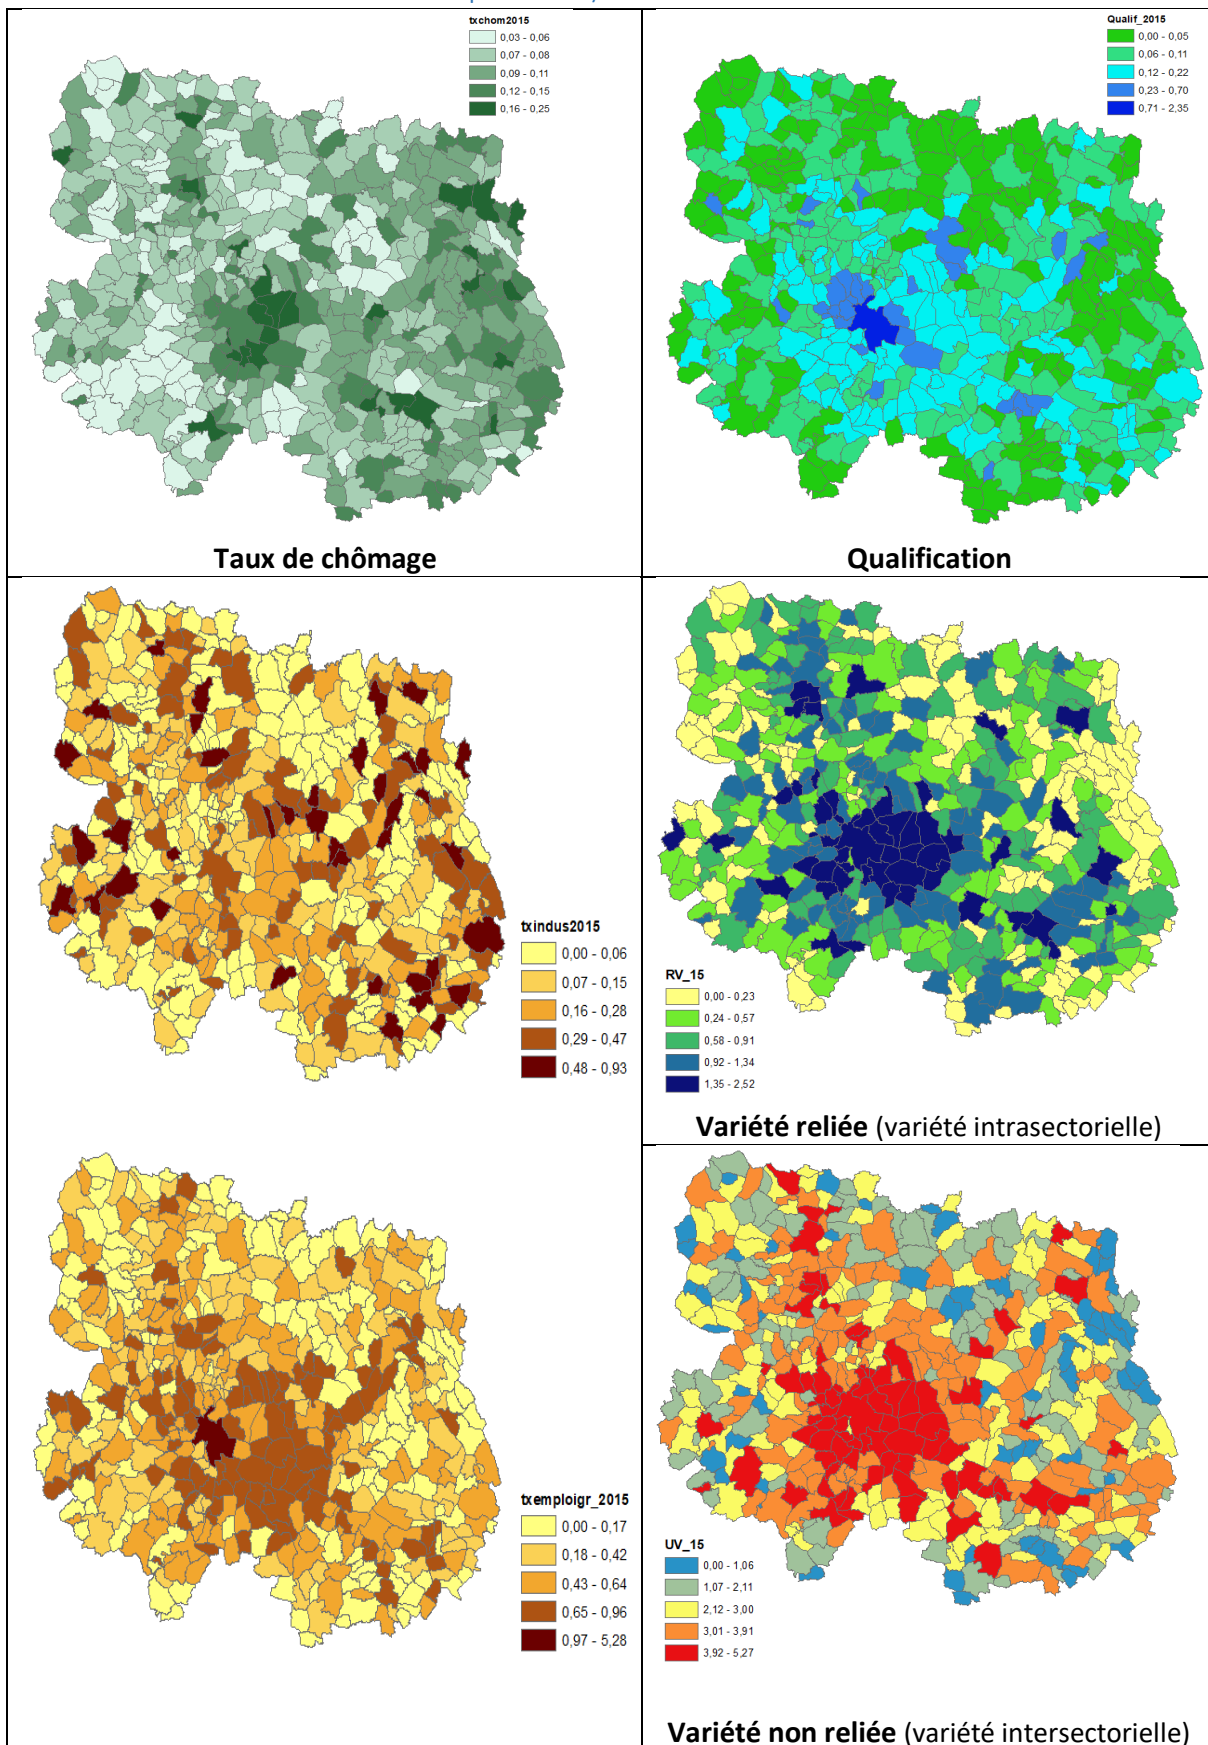 txchom2015
0,03 - 0,06
0,07 - 0,08
0,09 - 0,11
0,12 - 0,15
0,16 - 0,25
Taux de chômage
Qualif_2015
0,00 - 0,05
0,06 - 0,11
0,12 - 0,22
0,23 - 0,70
0,71 - 2,35
Qualification
txindus2015
0,00 - 0,06
0,07 - 0,15
0,16 - 0,28
0,29 - 0,47
0,48 - 0,93
RV_15
0,00 - 0,23
0,24 - 0,57
0,58 - 0,91
0,92 - 1,34
1,35 - 2,52
Variété reliée (variété intrasectorielle)
txemploigr_2015
0,00 - 0,17
0,18 - 0,42
0,43 - 0,64
0,65 - 0,96
0,97 - 5,28
UV_15
0,00 - 1,06
1,07 - 2,11
2,12 - 3,00
3,01 - 3,91
3,92 - 5,27
Variété non reliée (variété intersectorielle)